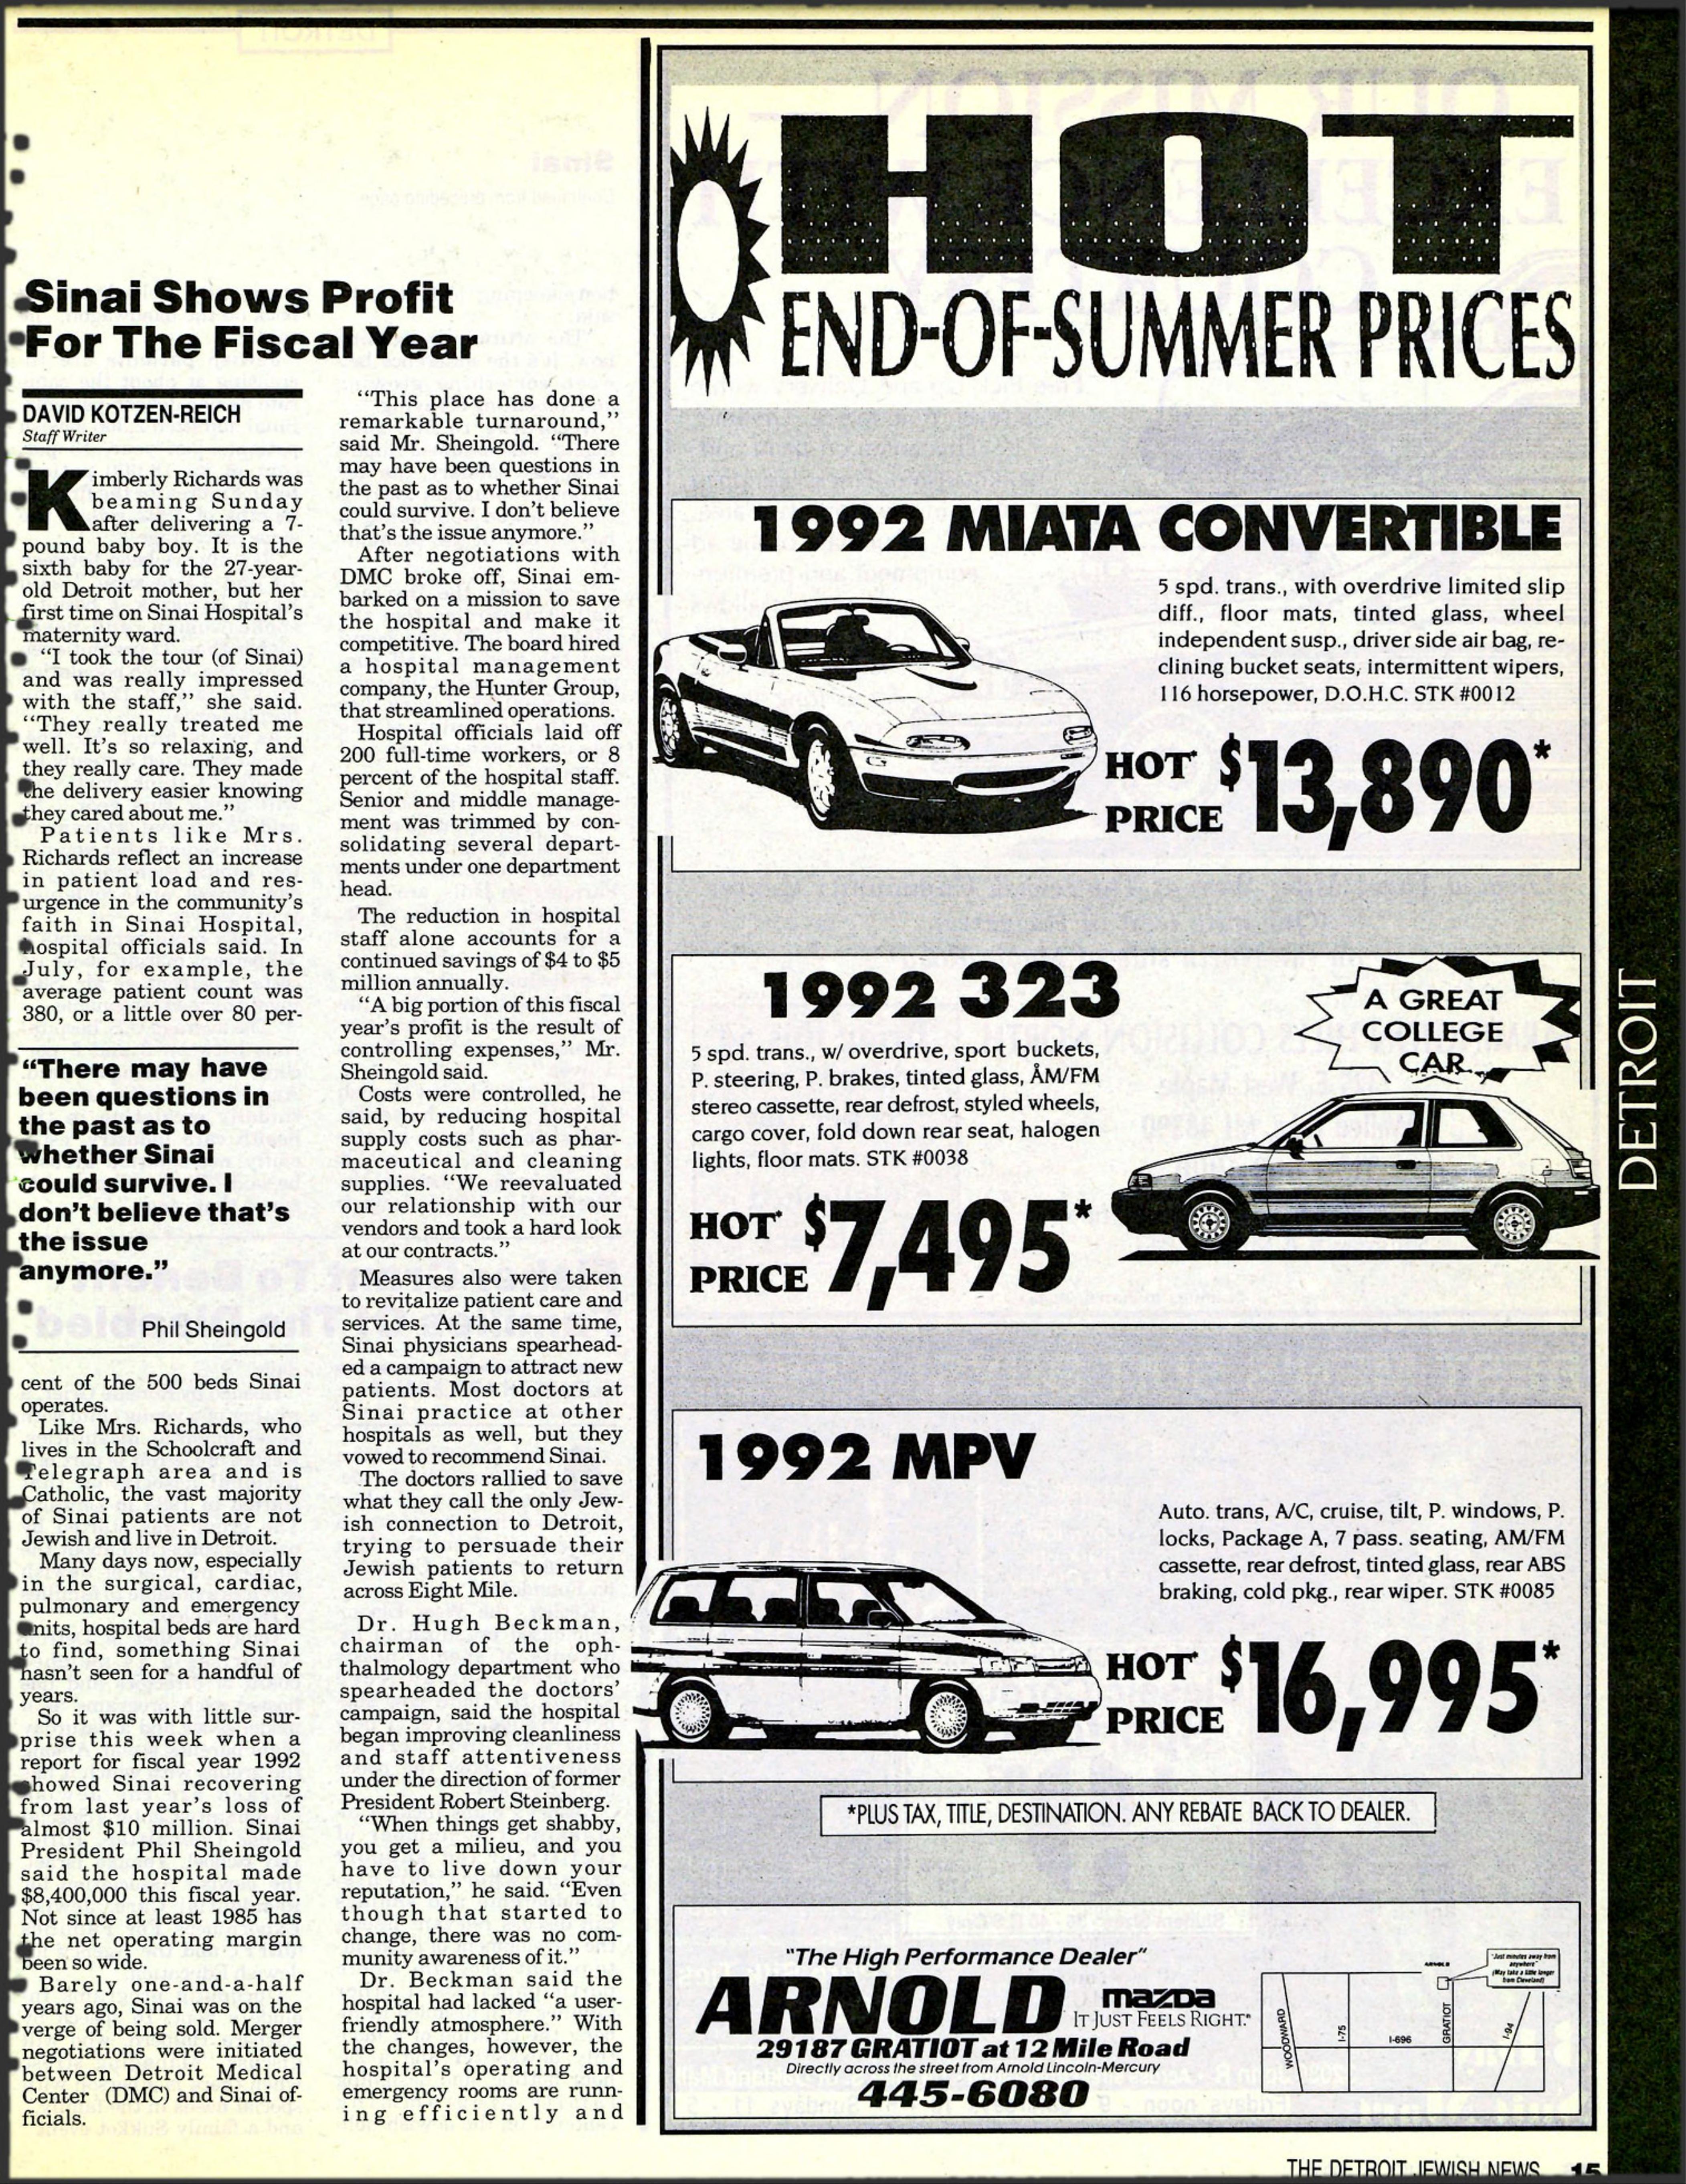 Sinai Shows Profit
For The Fiscal Year
DAVID KOTZEN-REICH
Staff Writer
Kimberly Richards was
beaming Sunday
after delivering a 7-
pound baby boy. It is the
sixth baby for the 27-year-
old Detroit mother, but her
first time on Sinai Hospital's
maternity ward.
"I took the tour (of Sinai)
and was really impressed
with the staff," she said.
"They really treated me
well. It's so relaxing, and
they really care. They made
the delivery easier knowing
they cared about me."
Patients like Mrs.
Richards reflect an increase
in patient load and res-
urgence in the community's
faith in Sinai Hospital,
hospital officials said. In
July, for example, the
average patient count was
380, or a little over 80 per-
"There may have
been questions in
the past as to
whether Sinai
could survive. I
don't believe that's
the issue
anymore."
Phil Sheingold
cent of the 500 beds Sinai
operates.
Like Mrs. Richards, who
lives in the Schoolcraft and
Telegraph area and is
Catholic, the vast majority
of Sinai patients are not
Jewish and live in Detroit.
Many days now, especially
in the surgical, cardiac,
pulmonary and emergency
units, hospital beds are hard
to find, something Sinai
hasn't seen for a handful of
years.
So it was with little sur-
prise this week when a
report for fiscal year 1992
showed Sinai recovering
from last year's loss of
almost $10 million. Sinai
President Phil Sheingold
said the hospital made
$8,400,000 this fiscal year.
Not since at least 1985 has
the net operating margin
been so wide.
Barely one-and-a-half
years ago, Sinai was on the
verge of being sold. Merger
negotiations were initiated
between Detroit Medical
Center (DMC) and Sinai of-
ficials.
"This place has done a
remarkable turnaround,"
said Mr. Sheingold. "There
may have been questions in
the past as to whether Sinai
could survive. I don't believe
that's the issue anymore."
After negotiations with
DMC broke off, Sinai em-
barked on a mission to save
the hospital and make it
competitive. The board hired
a hospital management
company, the Hunter Group,
that streamlined operations.
Hospital officials laid off
200 full-time workers, or 8
percent of the hospital staff.
Senior and middle manage-
ment was trimmed by con-
solidating several depart-
ments under one department
head.
The reduction in hospital
staff alone accounts for a
continued savings of $4 to $5
million annually.
"A big portion of this fiscal
year's profit is the result of
controlling expenses," Mr.
Sheingold said.
Costs were controlled, he
said, by reducing hospital
supply costs such as phar-
maceutical and cleaning
supplies. "We reevaluated
our relationship with our
vendors and took a hard look
at our contracts."
Measures also were taken
to revitalize patient care and
services. At the same time,
Sinai physicians spearhead-
ed a campaign to attract new
patients. Most doctors at
Sinai practice at other
hospitals as well, but they
vowed to recommend Sinai.
The doctors rallied to save
what they call the only Jew-
ish connection to Detroit,
trying to persuade their
Jewish patients to return
across Eight Mile.
Dr. Hugh Beckman,
chairman of the oph-
thalmology department who
spearheaded the doctors'
campaign, said the hospital
began improving cleanliness
and staff attentiveness
under the direction of former
President Robert Steinberg.
"When things get shabby,
you get a milieu, and you
have to live down your
reputation," he said. "Even
though that started to
change, there was no com-
munity awareness of it."
Dr. Beckman said the
hospital had lacked "a user-
friendly atmosphere." With
the changes, however, the
hospital's operating and
emergency rooms are runn-
ing efficiently and
HOT
END-OF-SUMMER PRICES
1992 MIATA CONVERTIBLE
5 spd. trans., with overdrive limited slip
diff., floor mats, tinted glass, wheel
independent susp., driver side air bag, re-
clining bucket seats, intermittent wipers,
116 horsepower, D.O.H.C. STK #0012
HOT PRICE $13,890*
1992 323
A GREAT
COLLEGE
CAR
5 spd. trans., w/ overdrive, sport buckets,
P. steering, P. brakes, tinted glass, AM/FM
stereo cassette, rear defrost, styled wheels,
cargo cover, fold down rear seat, halogen
lights, floor mats. STK #0038
HOT PRICE $7,495*
1992 MPV
Auto. trans, A/C, cruise, tilt, P. windows, P.
locks, Package A, 7 pass. seating, AM/FM
cassette, rear defrost, tinted glass, rear ABS
braking, cold pkg., rear wiper. STK #0085
HOT PRICE $16,995*
*PLUS TAX, TITLE, DESTINATION. ANY REBATE BACK TO DEALER.
"The High Performance Dealer"
ARNOLD mazda
IT JUST FEELS RIGHT.
29187 GRATIOT at 12 Mile Road
Directly across the street from Arnold Lincoln-Mercury
445-6080
ARNOLD
"Just minutes away from
anywhere"
(May take a little longer
from Cleveland)
WOODWARD
I-75
I-696
GRATIOT
I-94
DETROIT
THE DETROIT JEWISH NEWS 15